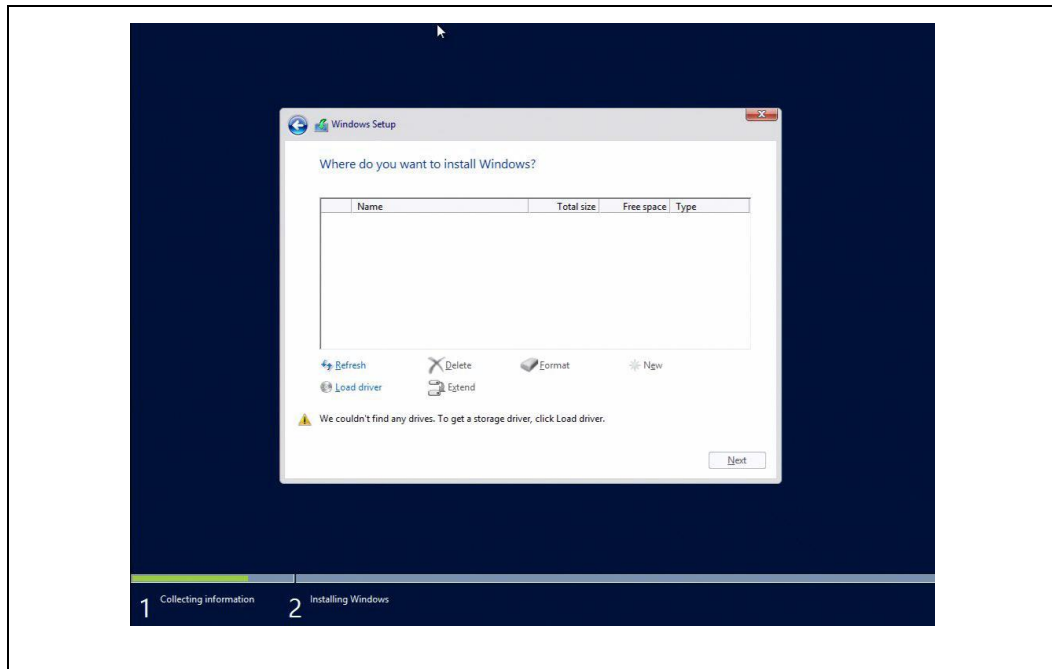 Windows Setup
Where do you want to install Windows?
Name Total size Free space Type
Refresh Delete Format New
Load driver Extend
We couldn't find any drives. To get a storage driver, click Load driver.
Next
1 Collecting information 2 Installing Windows